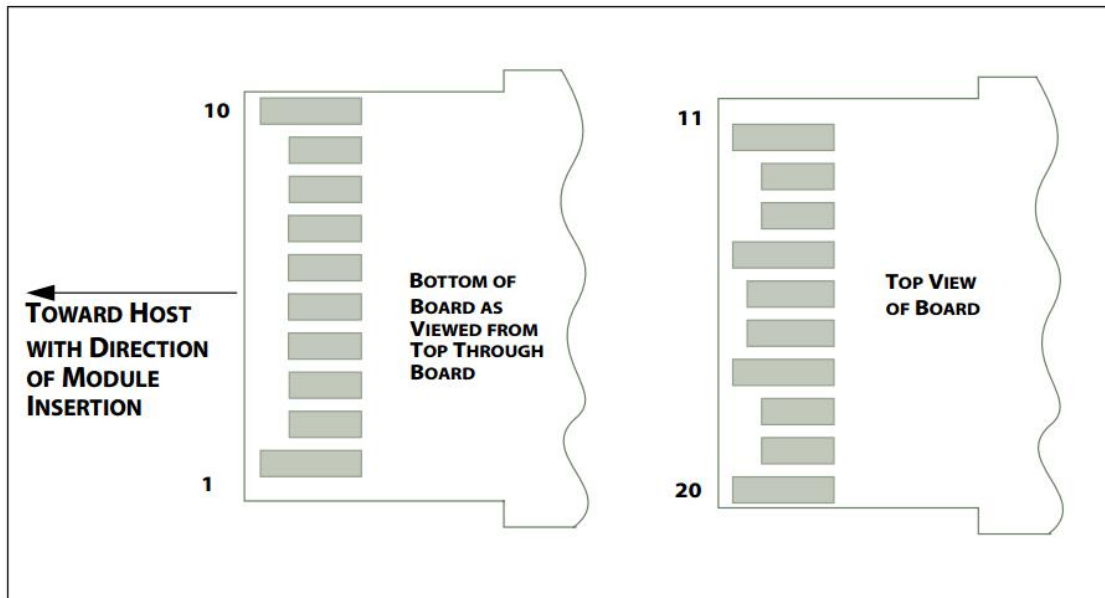 10
1
TOWARD HOST
WITH DIRECTION
OF MODULE
INSERTION
BOTTOM OF
BOARD AS
VIEWED FROM
TOP THROUGH
BOARD
11
20
TOP VIEW
OF BOARD